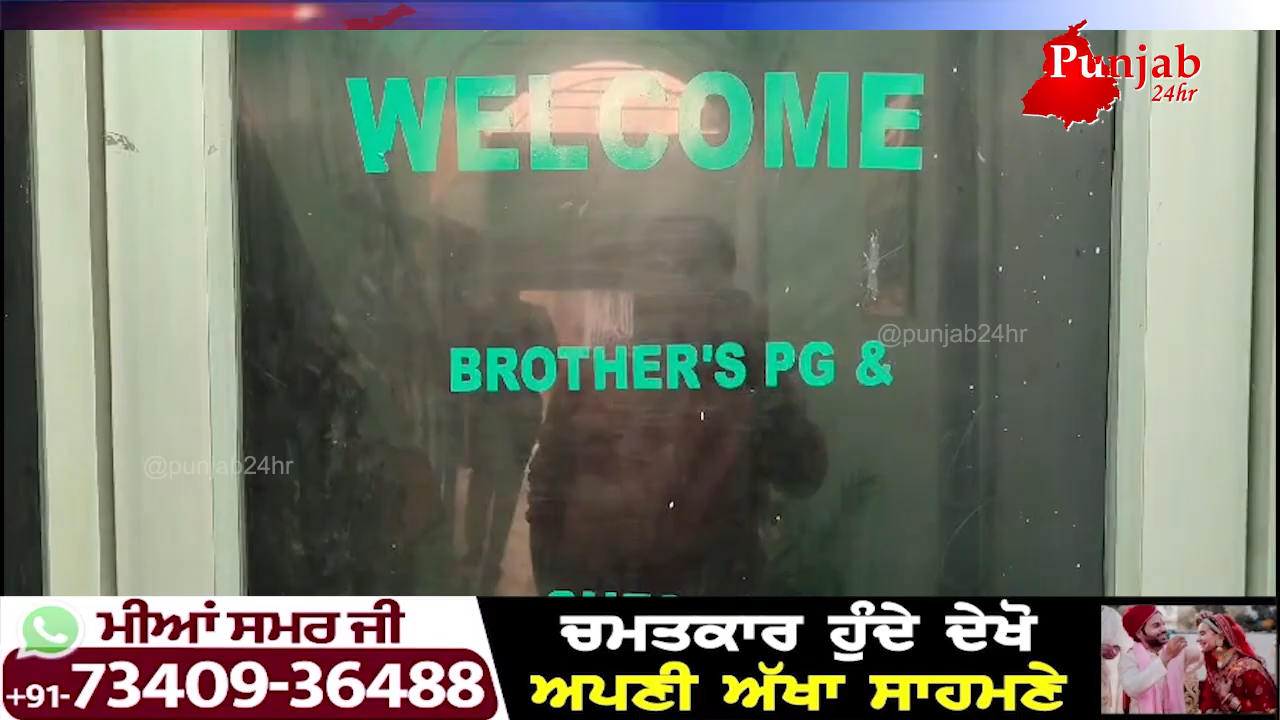 Punjab
24hr
WELCOME
@punjab24hr
BROTHER'S PG &
@punjab24hr
ਮੀਆਂ ਸਮਰ ਜੀ
+91-73409-36488
ਚਮਤਕਾਰ ਹੁੰਦੇ ਦੇਖੋ
ਅਪਣੀ ਅੱਖਾ ਸਾਹਮਣੇ